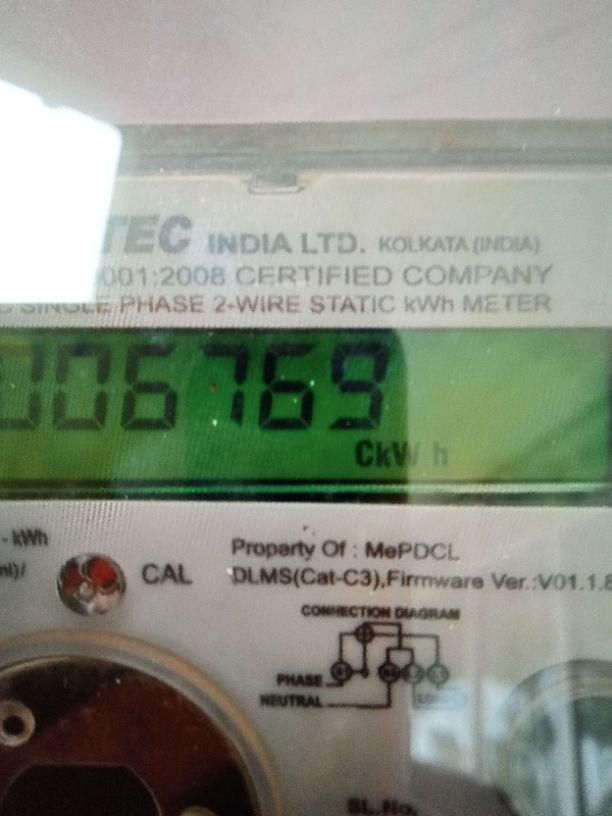 TEC INDIA LTD. KOLKATA (INDIA)
001:2008 CERTIFIED COMPANY
SINGLE PHASE 2-WIRE STATIC kWh METER
006769
CkW h
- kWh
Property Of : MePDCL
CAL
DLMS(Cat-C3),Firmware Ver.:V01.1.8
CONNECTION DIAGRAM
PHASE
NEUTRAL
SL.No.